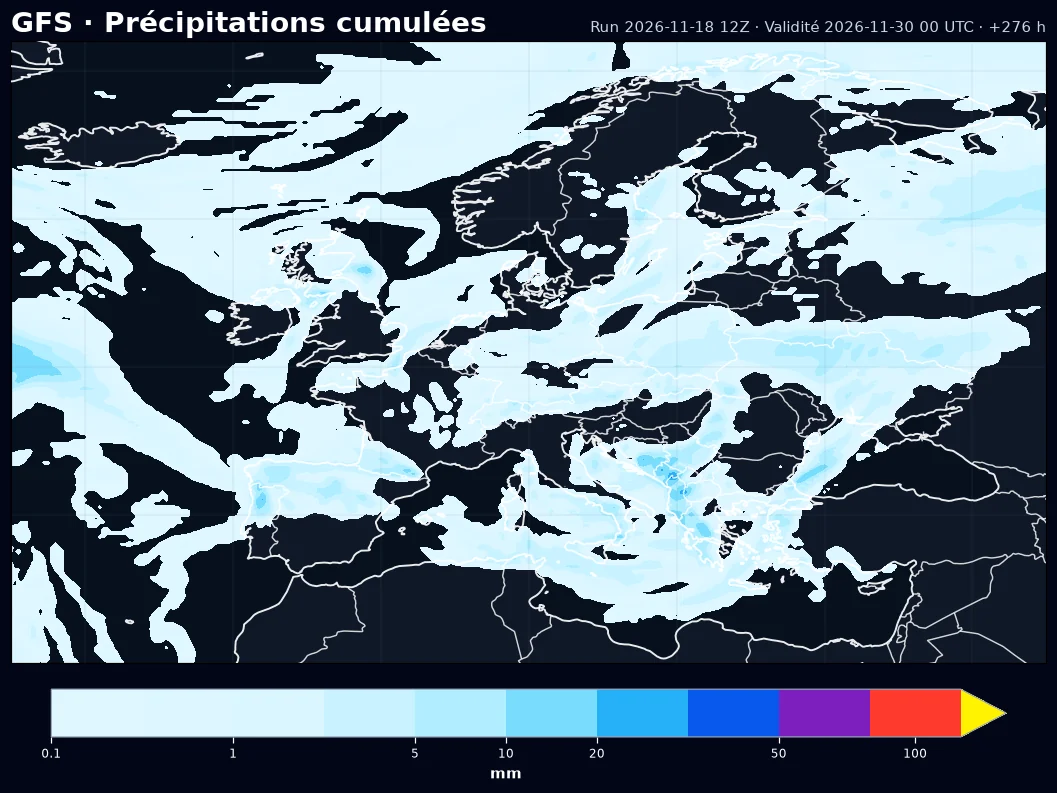 GFS · Précipitations cumulées
Run 2026-11-18 12Z · Validité 2026-11-30 00 UTC · +276 h
0.1 1 5 10 20 50 100
mm